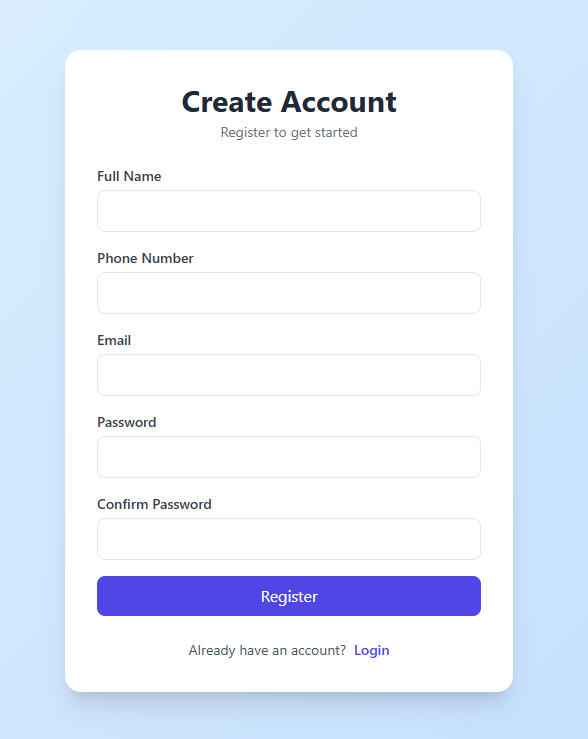 Create Account
Register to get started
Full Name
Phone Number
Email
Password
Confirm Password
Register
Already have an account? Login